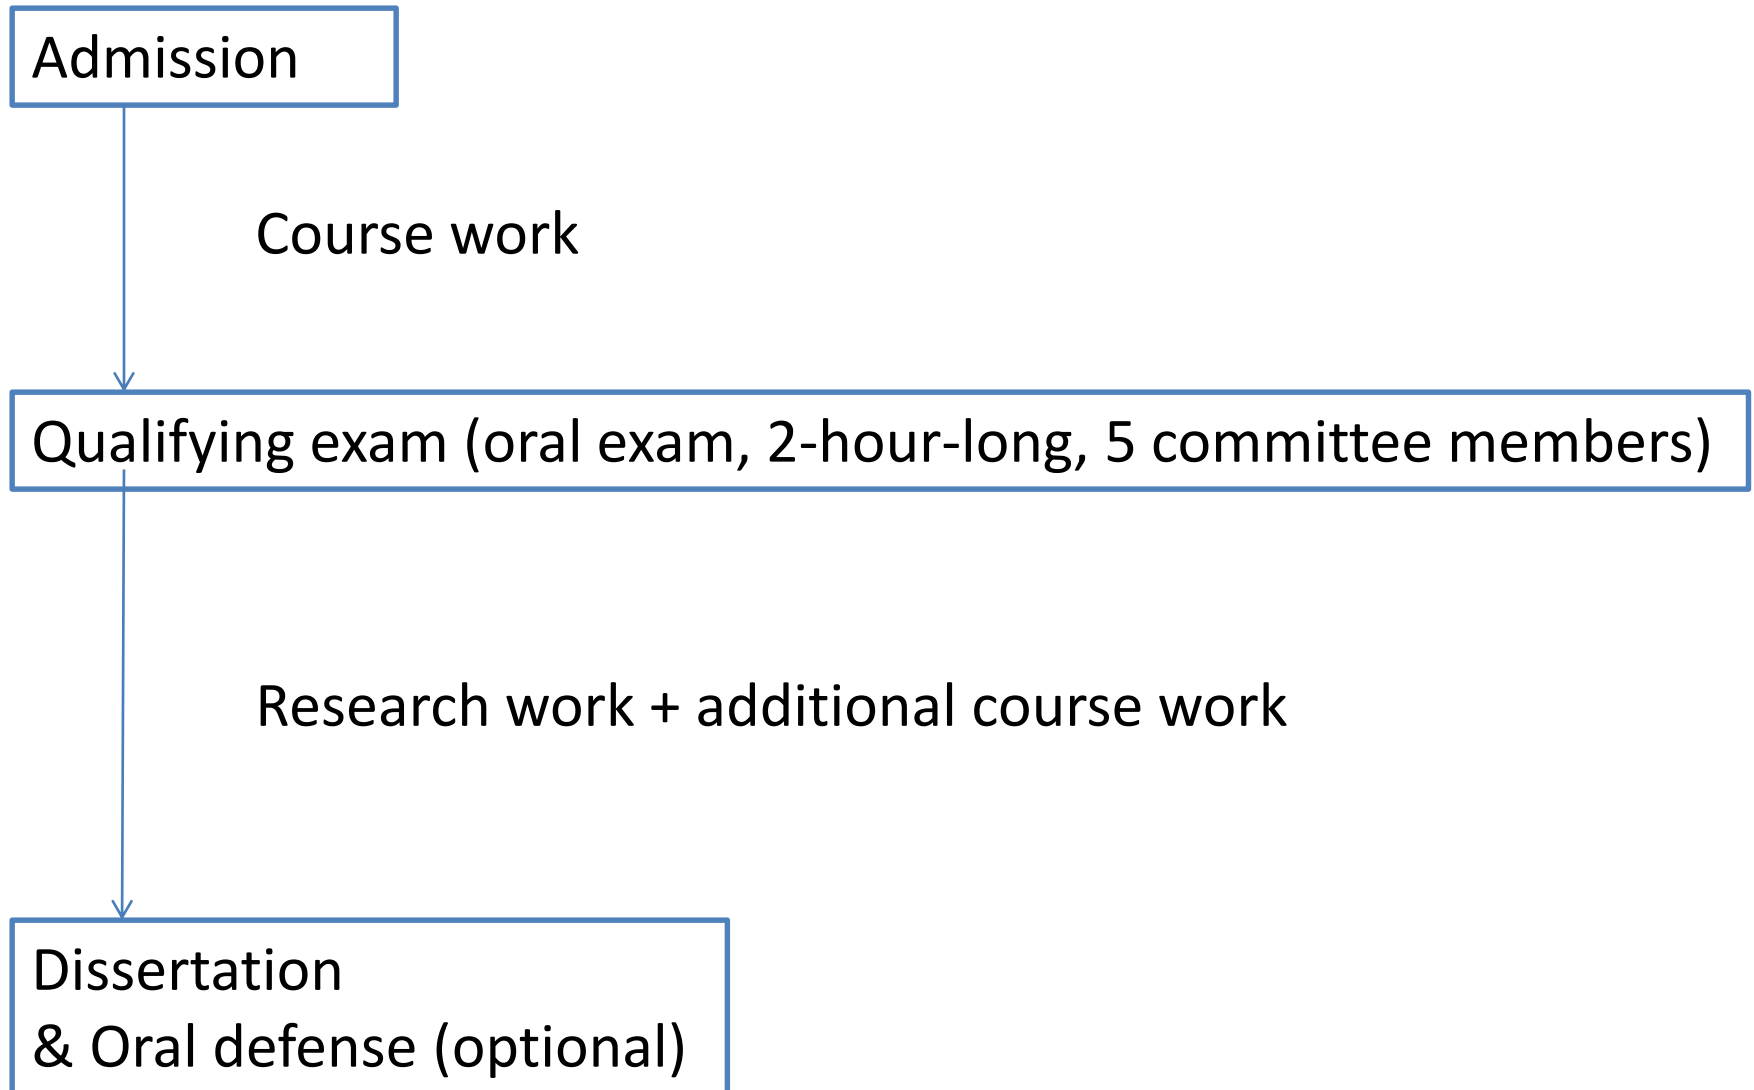 Admission
Course work
Qualifying exam (oral exam, 2-hour-long, 5 committee members)
Research work + additional course work
Dissertation
& Oral defense (optional)